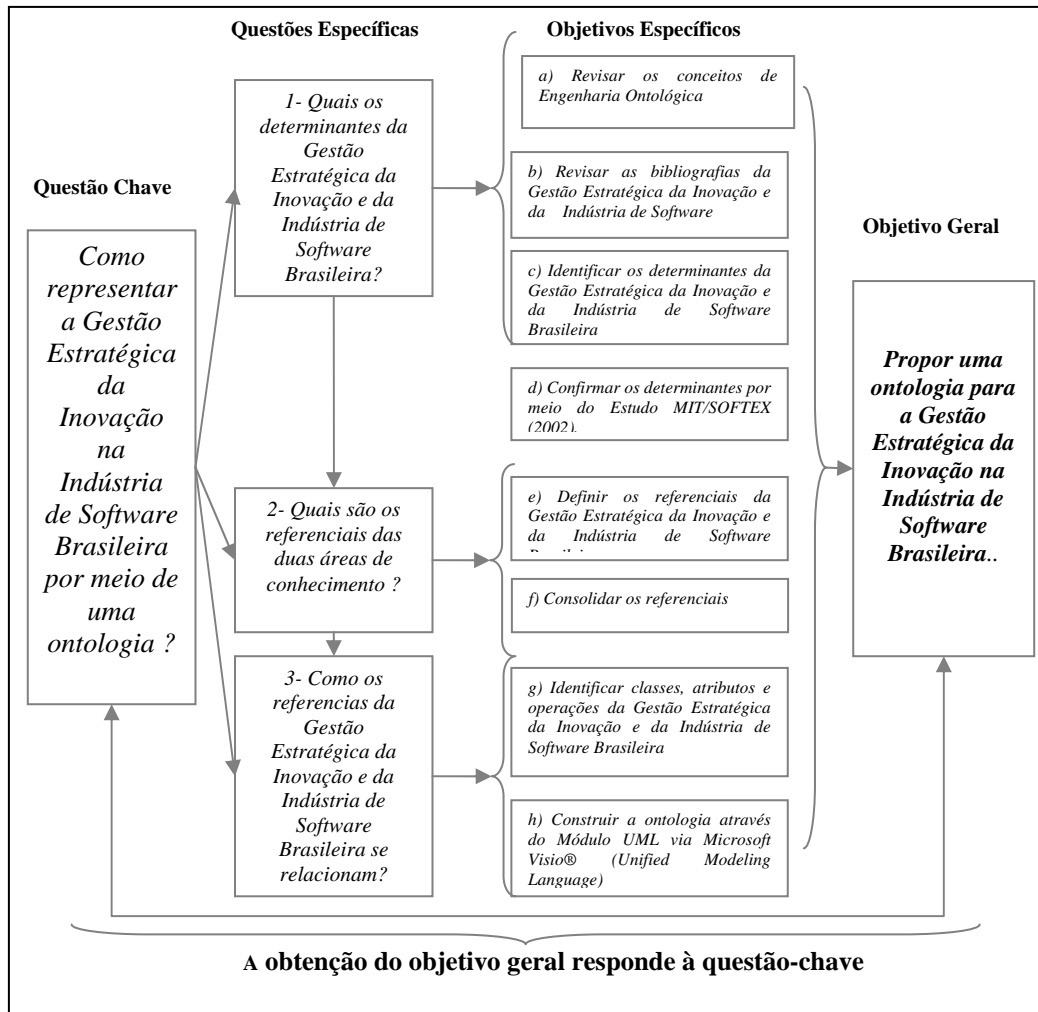 Questões Específicas
Objetivos Específicos
Questão Chave
Objetivo Geral
Como
representar
a Gestão
Estratégica
da
Inovação
na
Indústria
de Software
Brasileira
por meio de
uma
ontologia ?
1- Quais os
determinantes da
Gestão
Estratégica da
Inovação e da
Indústria de
Software
Brasileira?
2- Quais são os
referenciais das
duas áreas de
conhecimento ?
3- Como os
referencias da
Gestão
Estratégica da
Inovação e da
Indústria de
Software
Brasileira se
relacionam?
a) Revisar os conceitos de
Engenharia Ontológica
b) Revisar as bibliografias da
Gestão Estratégica da Inovação e
da Indústria de Software
c) Identificar os determinantes da
Gestão Estratégica da Inovação e
da Indústria de Software
Brasileira
d) Confirmar os determinantes por
meio do Estudo MIT/SOFTEX
(2002).
e) Definir os referenciais da
Gestão Estratégica da Inovação e
da Indústria de Software
f) Consolidar os referenciais
g) Identificar classes, atributos e
operações da Gestão Estratégica
da Inovação e da Indústria de
Software Brasileira
h) Construir a ontologia através
do Módulo UML via Microsoft
Visio® (Unified Modeling
Language)
Propor uma
ontologia para
a Gestão
Estratégica da
Inovação na
Indústria de
Software
Brasileira..
A obtenção do objetivo geral responde à questão-chave